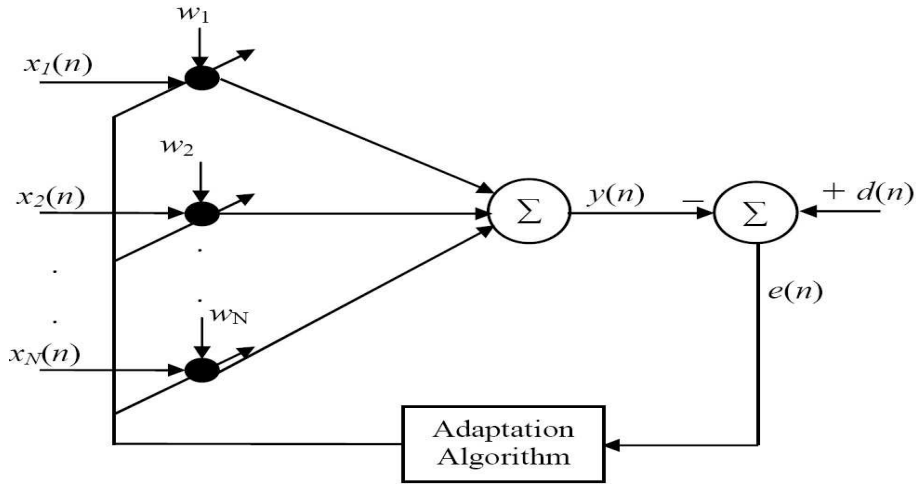 w1
x1(n)
w2
x2(n)
Σ
y(n)
−
Σ
+ d(n)
.
.
.
.
e(n)
wN
xN(n)
Adaptation
Algorithm